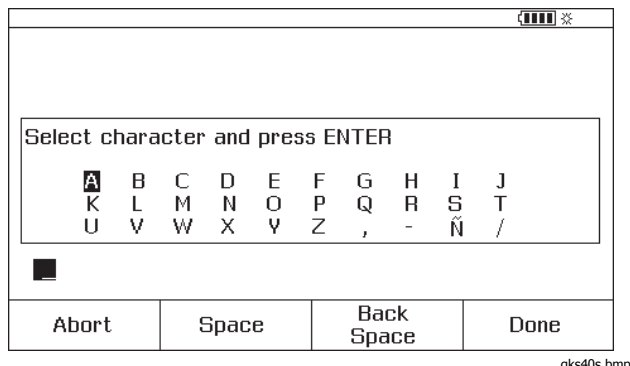 Select character and press ENTER
A B C D E F G H I J
K L M N O P Q R S T
U V W X Y Z , - Ñ /
Abort Space Back Space Done
gks40s.bmp